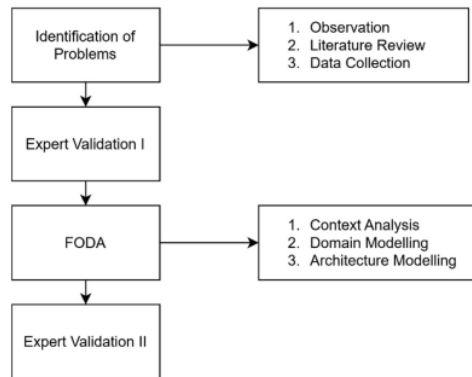 Identification of
Problems
1. Observation
2. Literature Review
3. Data Collection
Expert Validation I
FODA
1. Context Analysis
2. Domain Modelling
3. Architecture Modelling
Expert Validation II